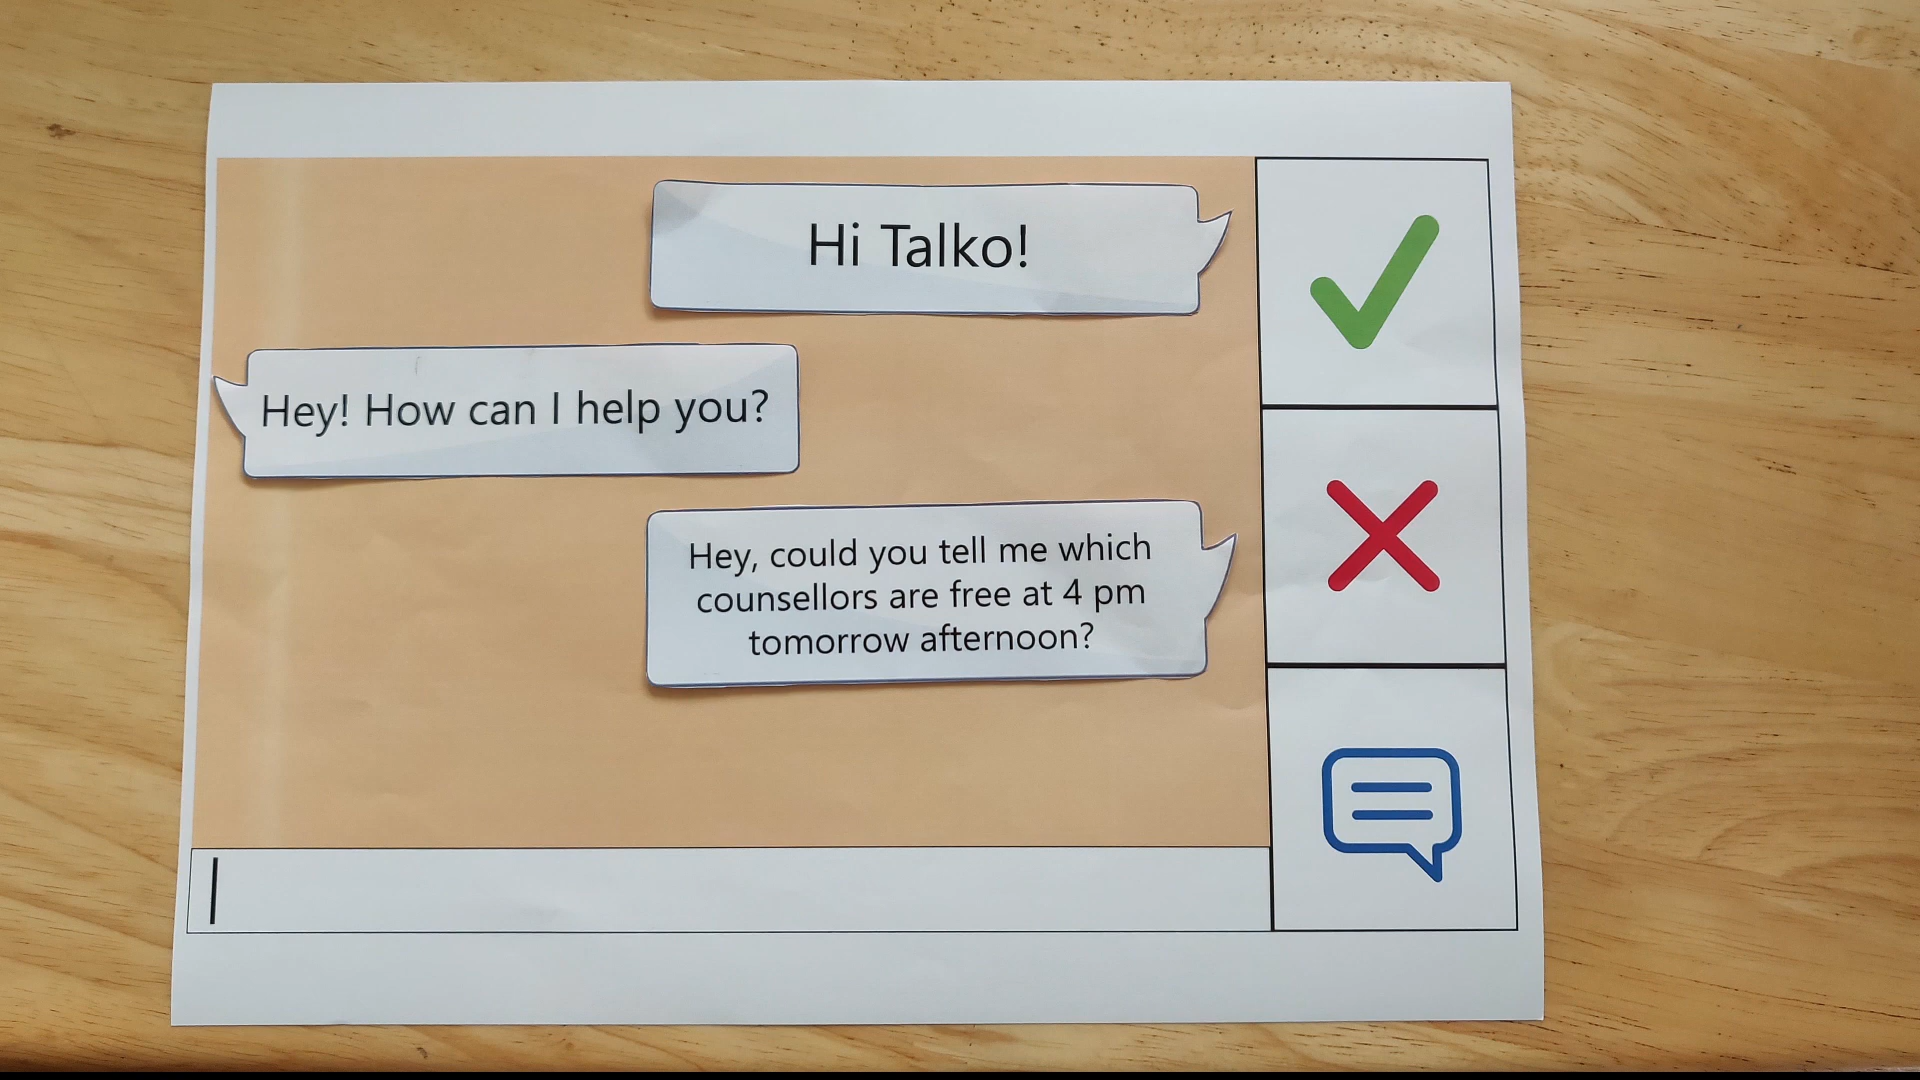 Hi Talko!
Hey! How can I help you?
Hey, could you tell me which
counsellors are free at 4 pm
tomorrow afternoon?